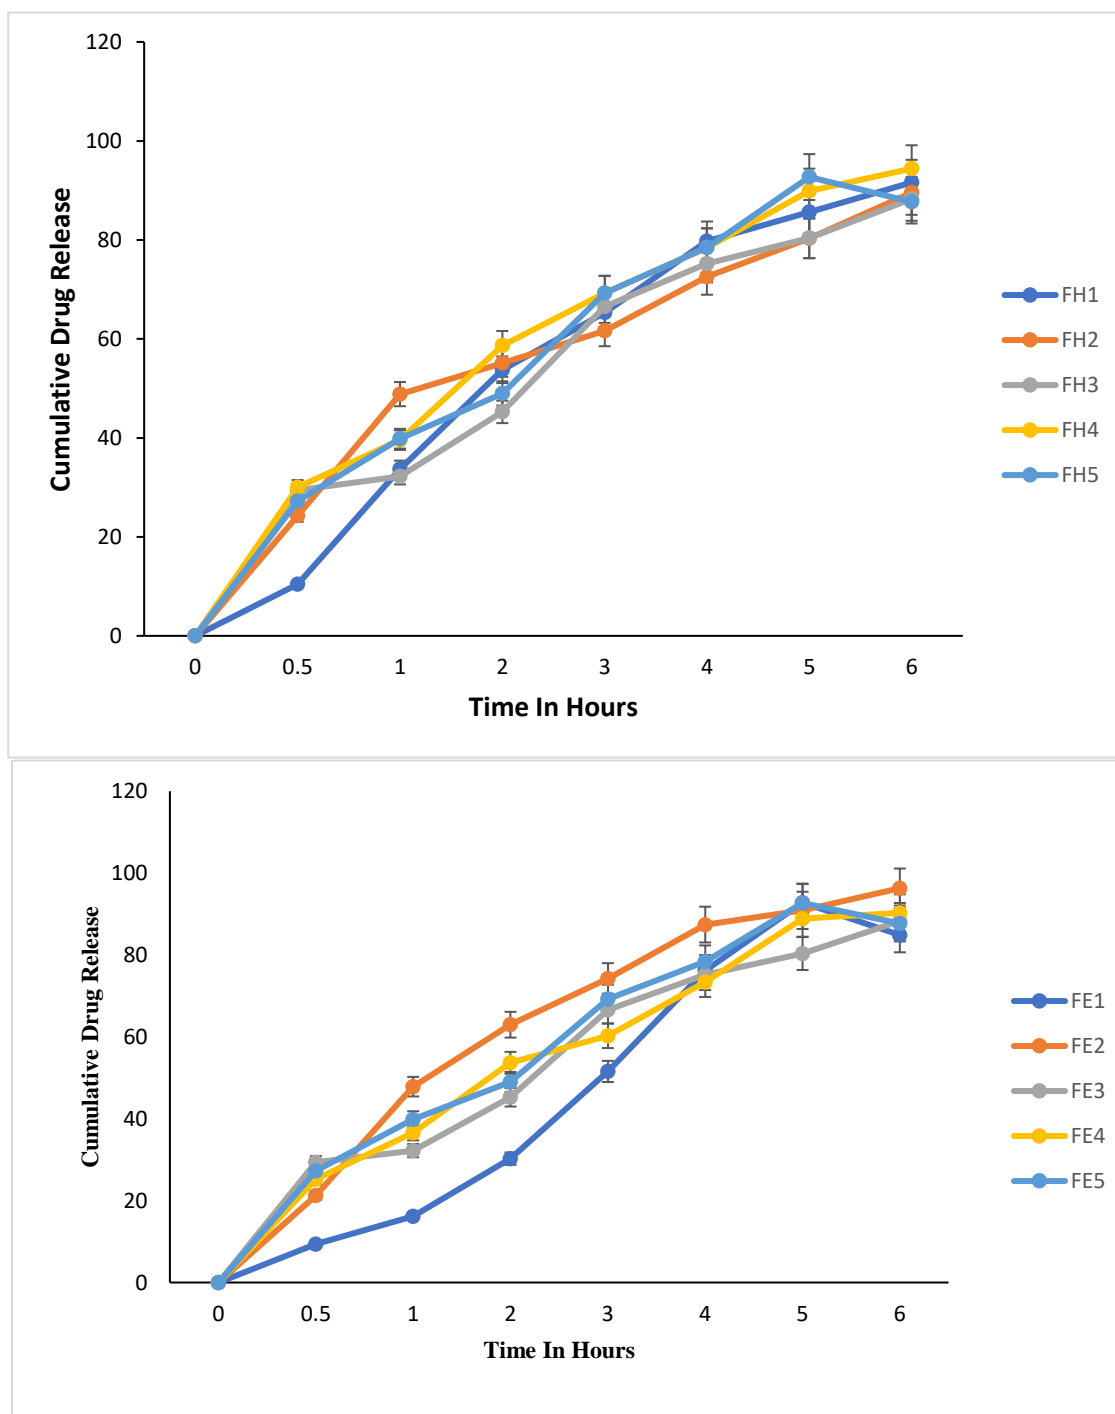 120
100
80
60
40
20
0
Cumulative Drug Release
0 0.5 1 2 3 4 5 6
Time In Hours
FH1
FH2
FH3
FH4
FH5
120
100
80
60
40
20
0
Cumulative Drug Release
0 0.5 1 2 3 4 5 6
Time In Hours
FE1
FE2
FE3
FE4
FE5